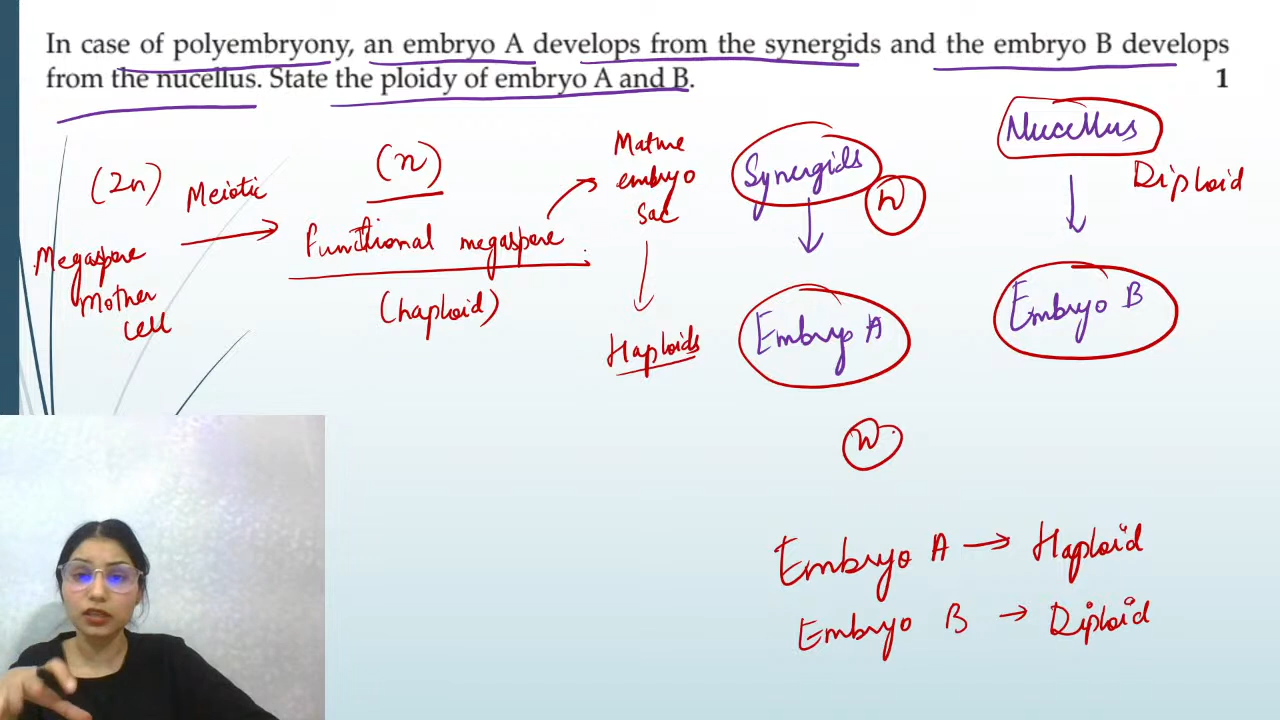 In case of polyembryony, an embryo A develops from the synergids and the embryo B develops
from the nucellus. State the ploidy of embryo A and B. 1
(2n)
Meiotic
Megaspore
Mother
cell
(n)
Functional megaspore
(haploid)
Mature
embryo
sac
Haploids
Synergids
n
Embryo A
n
Nucellus
Diploid
Embryo B
Embryo A → Haploid
Embryo B → Diploid